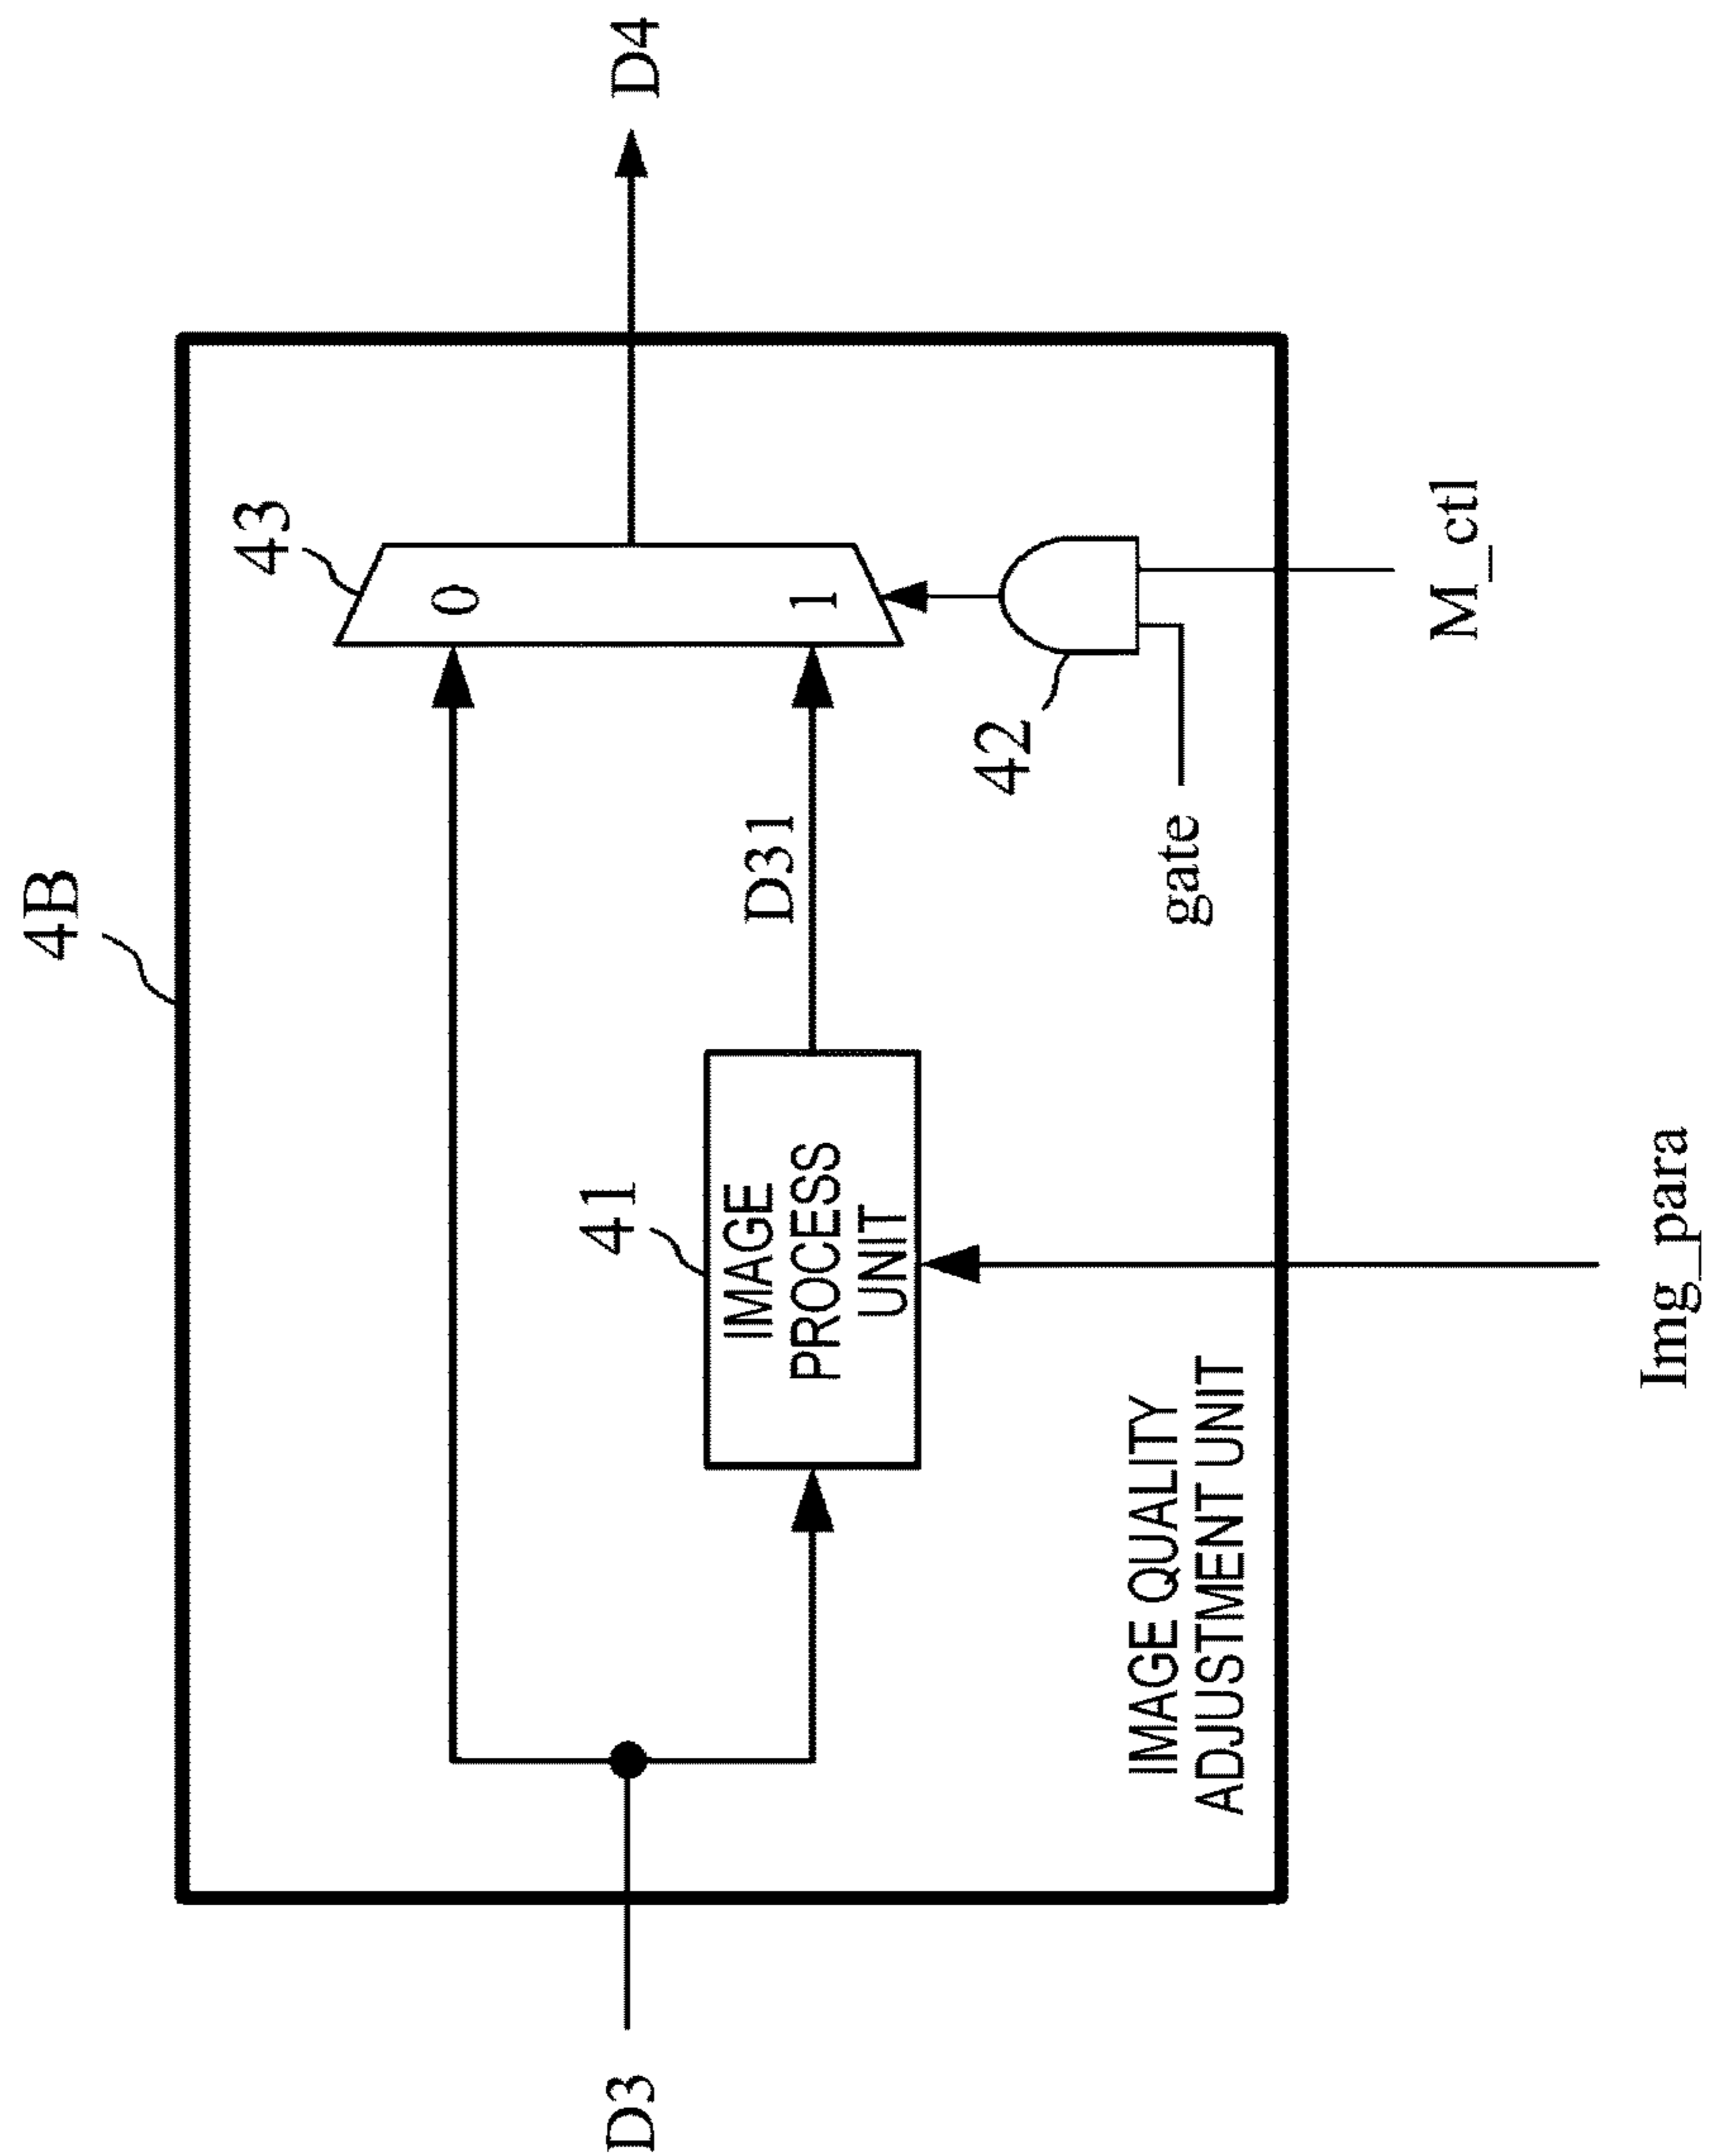 4B
43
0
1
D3
D4
41
IMAGE
PROCESS
UNIT
D31
42
gate
IMAGE QUALITY
ADJUSTMENT UNIT
M_ctl
Img_para